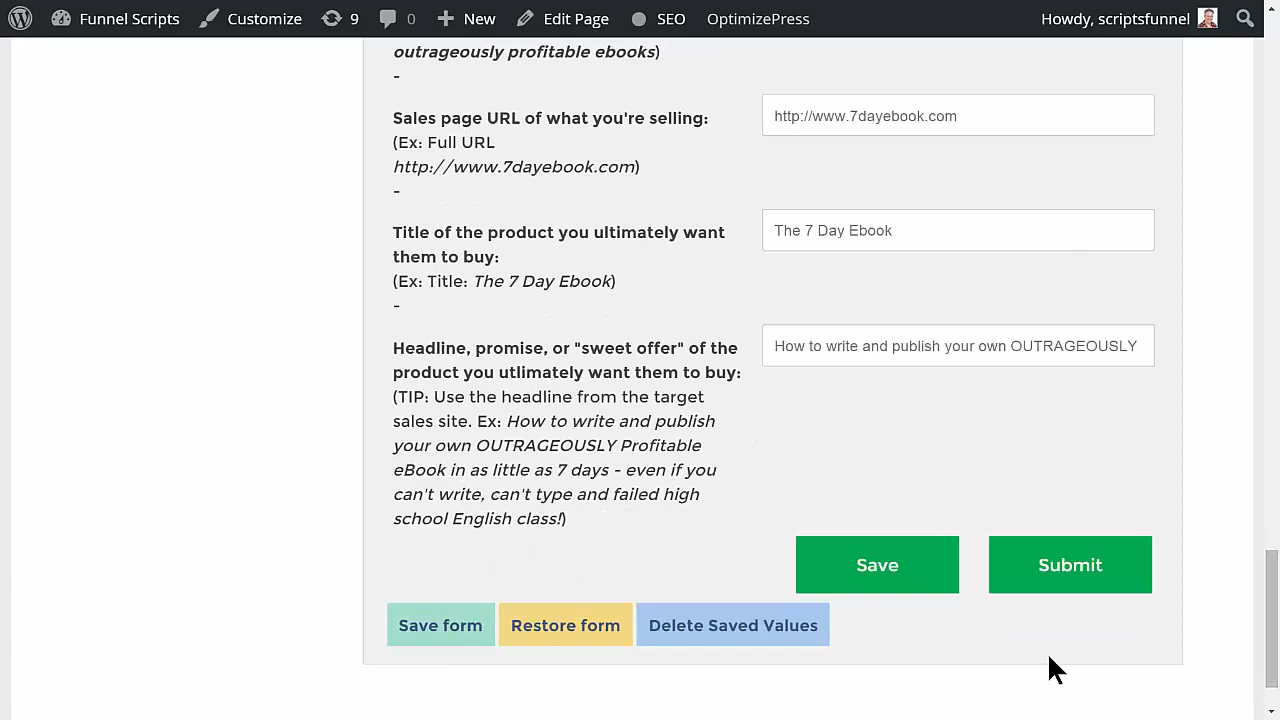 Funnel Scripts Customize 9 0 New Edit Page SEO OptimizePress Howdy, scriptsfunnel
outrageously profitable ebooks)
-
Sales page URL of what you're selling:
(Ex: Full URL
http://www.7dayebook.com)
-
http://www.7dayebook.com
Title of the product you ultimately want
them to buy:
(Ex: Title: The 7 Day Ebook)
-
The 7 Day Ebook
Headline, promise, or "sweet offer" of the
product you utlimately want them to buy:
(TIP: Use the headline from the target
sales site. Ex: How to write and publish
your own OUTRAGEOUSLY Profitable
eBook in as little as 7 days - even if you
can't write, can't type and failed high
school English class!)
How to write and publish your own OUTRAGEOUSLY
Save Submit
Save form Restore form Delete Saved Values